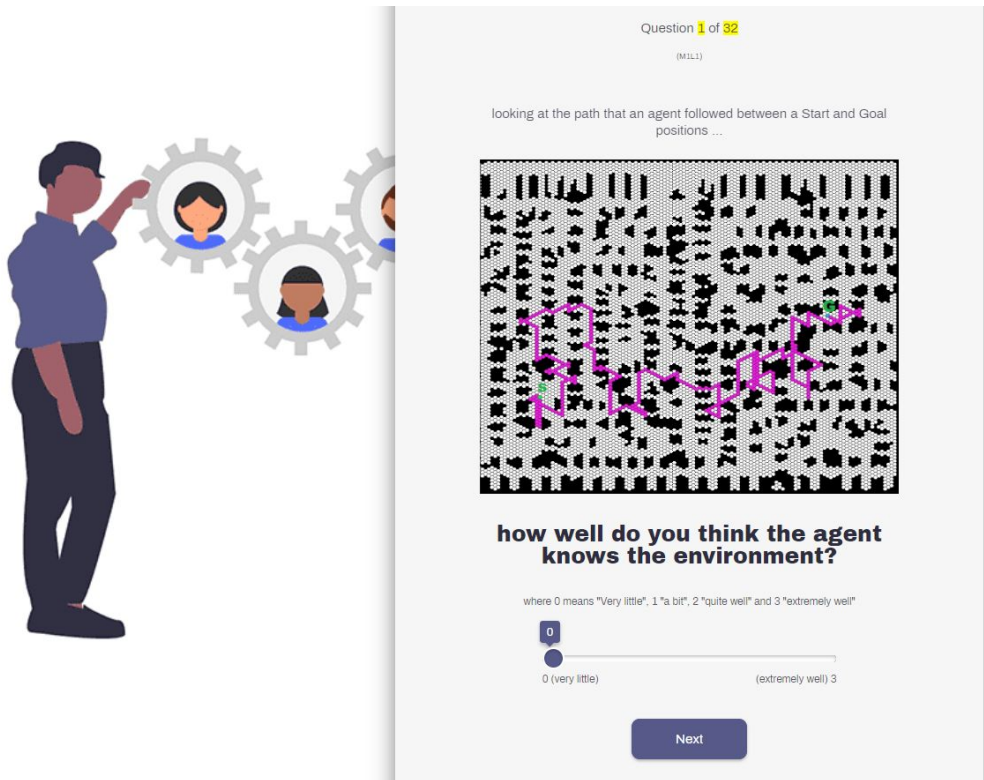 Question 1 of 32
(M1L1)
looking at the path that an agent followed between a Start and Goal
positions ...
G
S
how well do you think the agent
knows the environment?
where 0 means "Very little", 1 "a bit", 2 "quite well" and 3 "extremely well"
0
0 (very little)
(extremely well) 3
Next